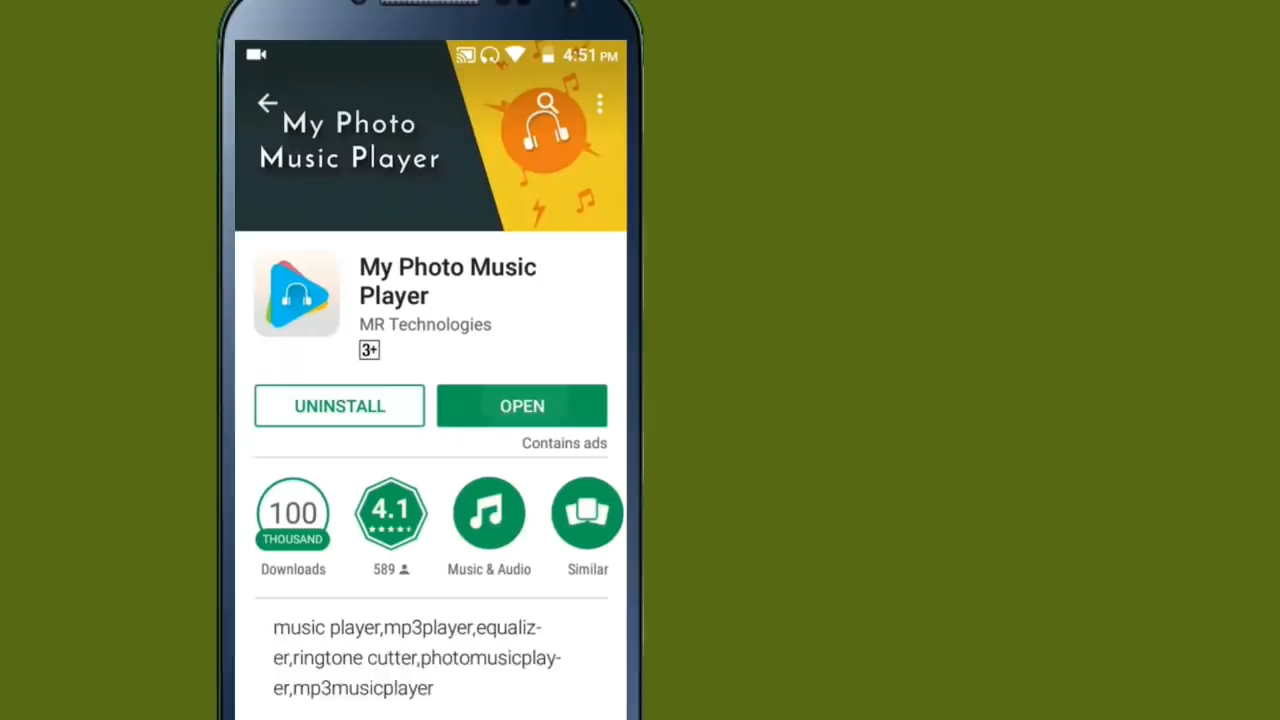 4:51 PM
My Photo
Music Player
My Photo Music
Player
MR Technologies
3+
UNINSTALL
OPEN
Contains ads
100
THOUSAND
Downloads
4.1
589
Music & Audio
Similar
music player,mp3player,equaliz-
er,ringtone cutter,photomusicplay-
er,mp3musicplayer